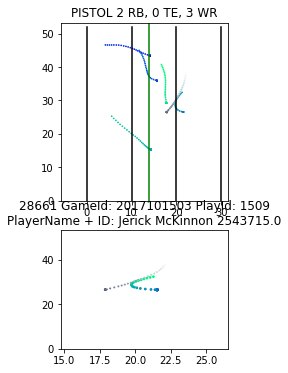 PISTOL 2 RB, 0 TE, 3 WR
50
40
30
20
10
0
0 10 20 30
28661 GameId: 2017101503 PlayId: 1509
PlayerName + ID: Jerick McKinnon 2543715.0
40
20
0
15.0 17.5 20.0 22.5 25.0